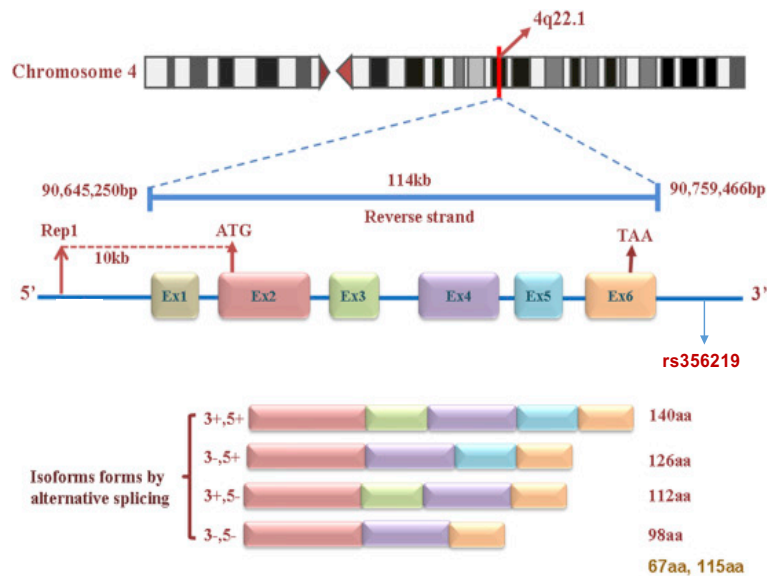 4q22.1
Chromosome 4
90,645,250bp
114kb
90,759,466bp
Reverse strand
Rep1
ATG
TAA
10kb
5’
Ex1
Ex2
Ex3
Ex4
Ex5
Ex6
3’
rs356219
Isoforms forms by
alternative splicing
3+,5+
140aa
3-,5+
126aa
3+,5-
112aa
3-,5-
98aa
67aa, 115aa